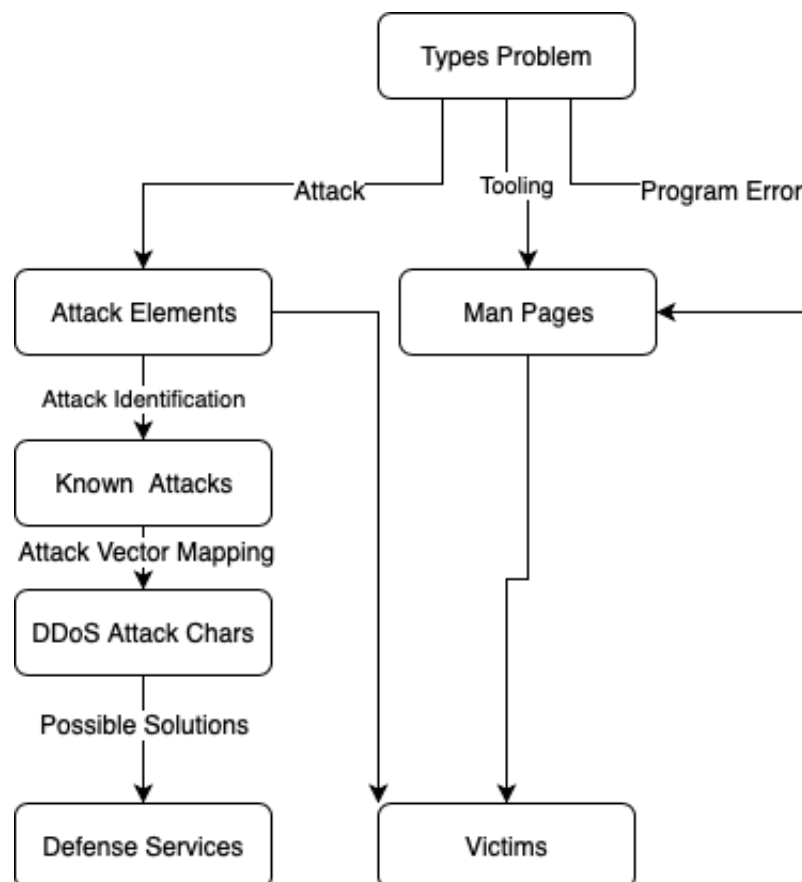 Types Problem
Attack
Tooling
Program Error
Attack Elements
Man Pages
Attack Identification
Known  Attacks
Attack Vector Mapping
DDoS Attack Chars
Possible Solutions
Defense Services
Victims